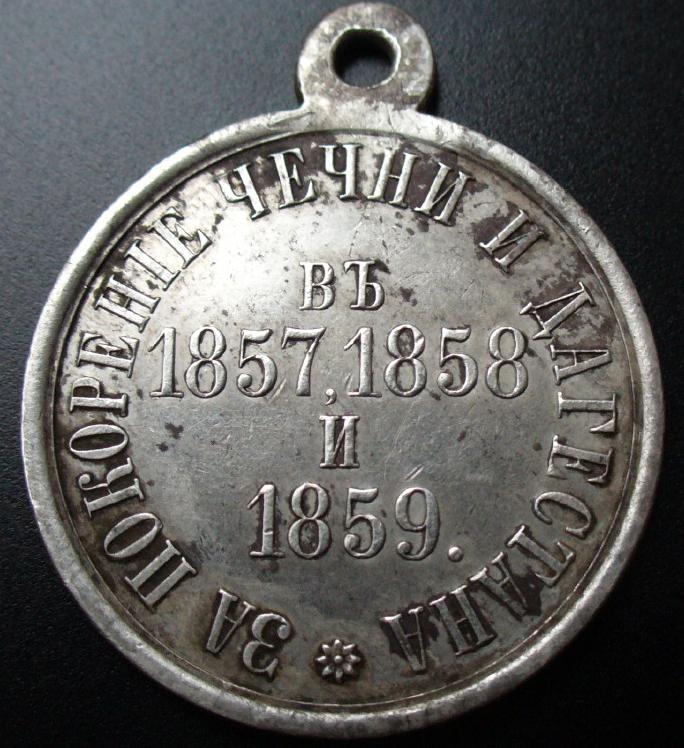 ЗА ПОКОРЕНІЕ ЧЕЧНИ И ДАГЕСТАНА
ВЪ
1857, 1858
И
1859.